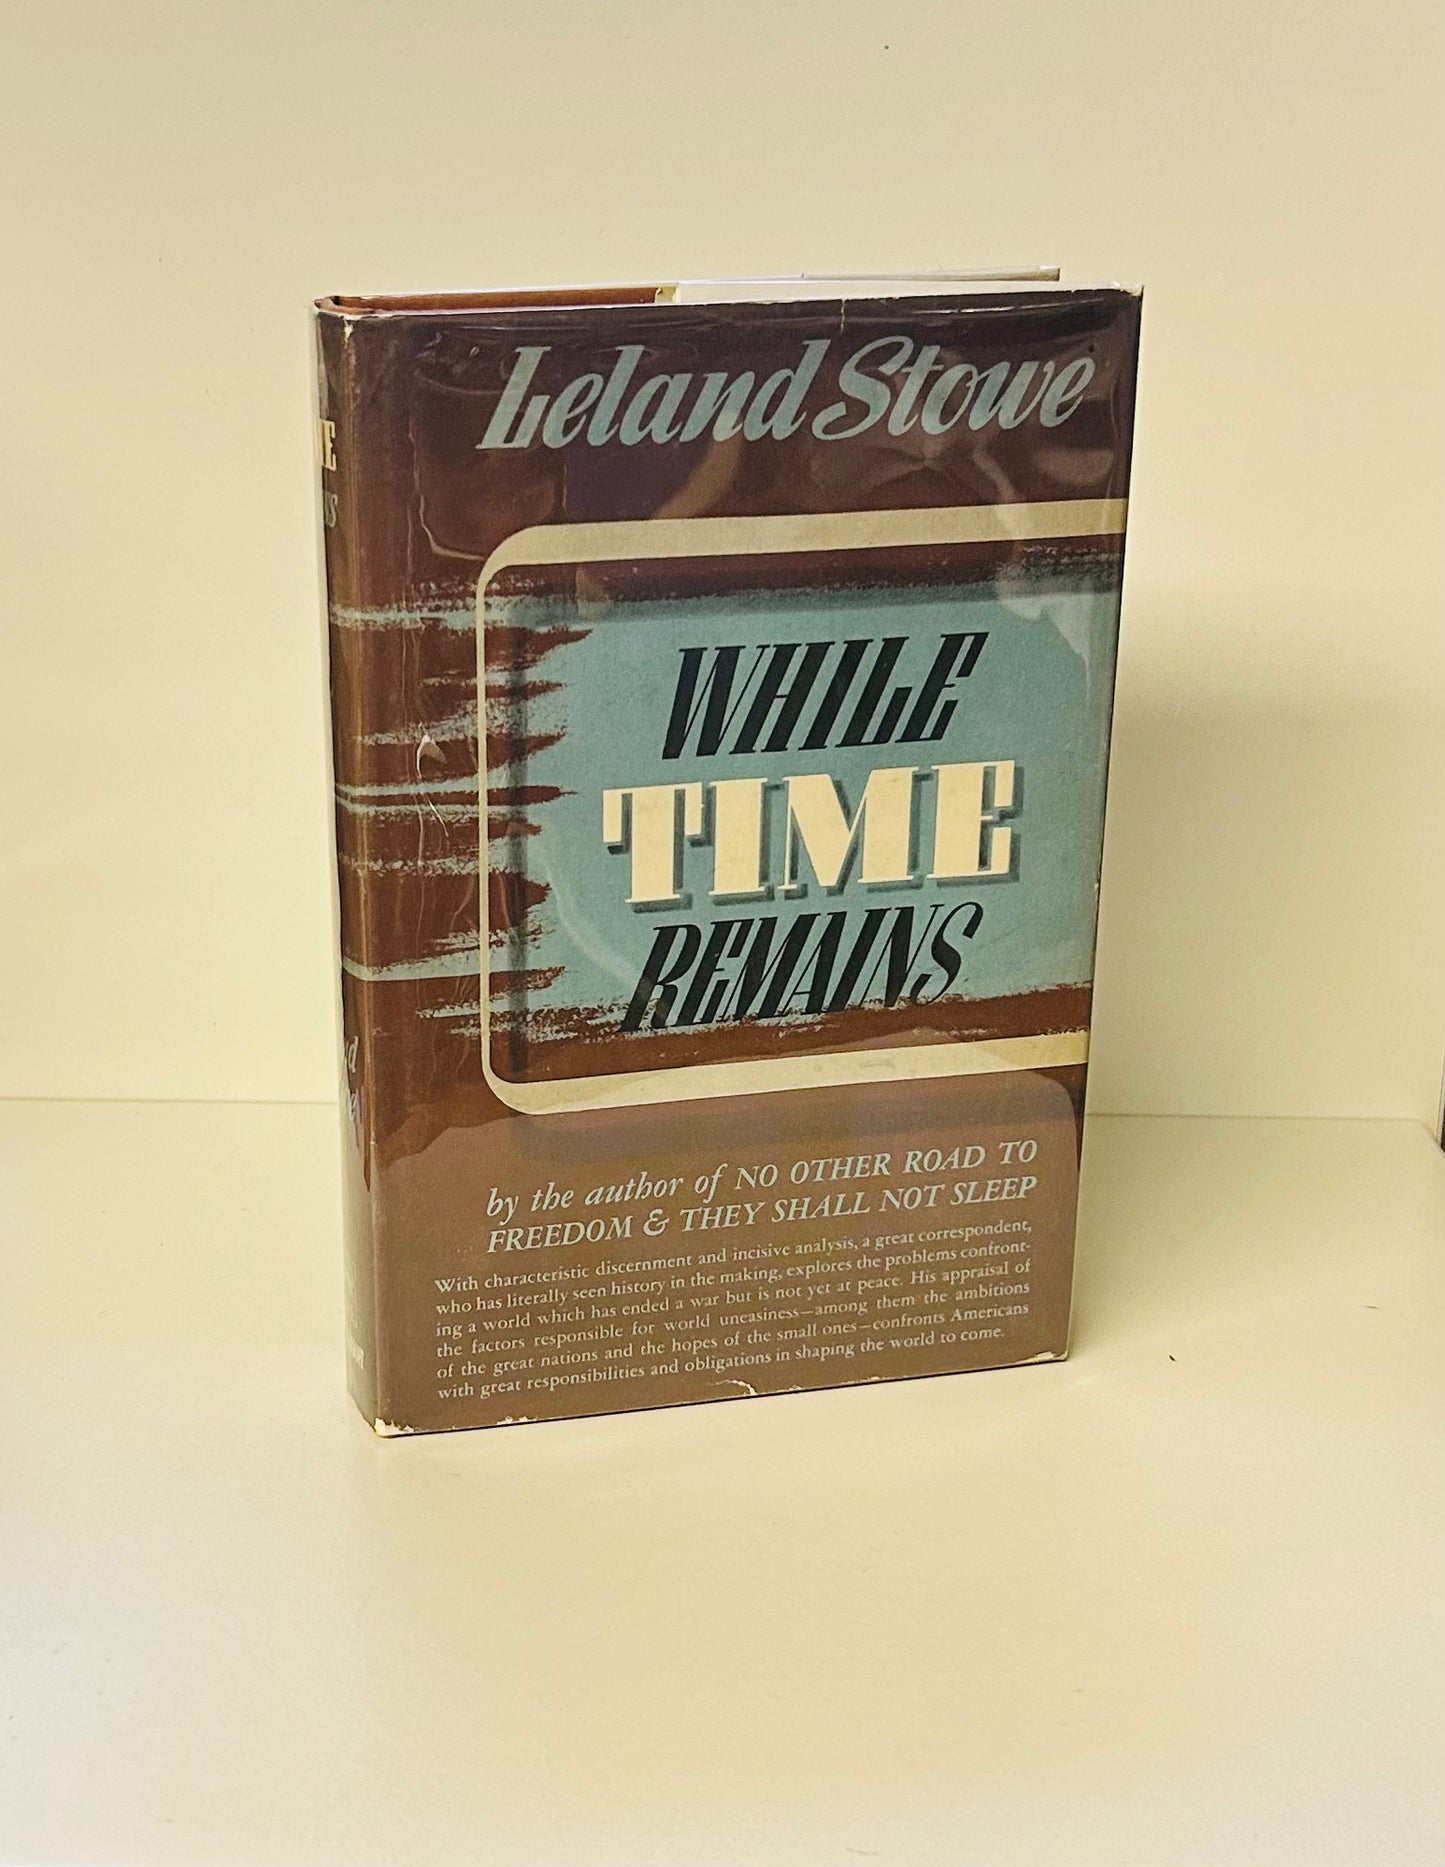 Leland Stowe
WHILE
TIME
REMAINS
by the author of NO OTHER ROAD TO
FREEDOM & THEY SHALL NOT SLEEP
With characteristic discernment and incisive analysis, a great correspondent,
who has literally seen history in the making, explores the problems confront-
ing a world which has ended a war but is not yet at peace. His appraisal of
the factors responsible for world uneasiness—among them the ambitions
of the great nations and the hopes of the small ones—confronts Americans
with great responsibilities and obligations in shaping the world to come.